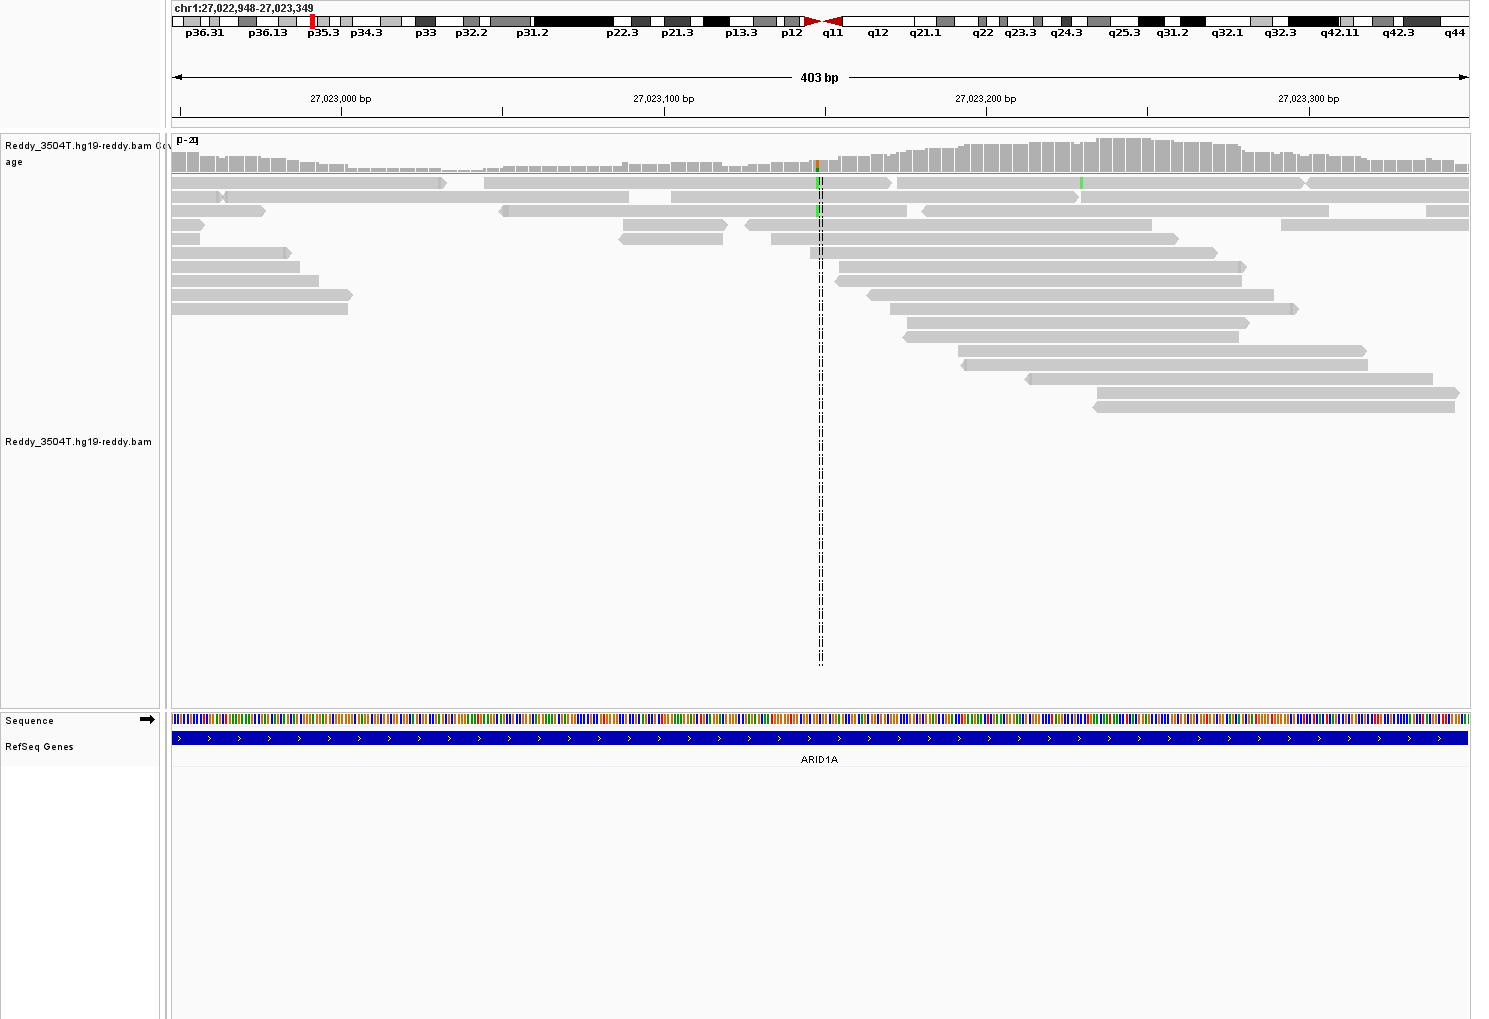 chr1:27,022,948-27,023,349
p36.31 p36.13 p35.3 p34.3 p33 p32.2 p31.2 p22.3 p21.3 p13.3 p12 q11 q12 q21.1 q22 q23.3 q24.3 q25.3 q31.2 q32.1 q32.3 q42.11 q42.3 q44
403 bp
27,023,000 bp 27,023,100 bp 27,023,200 bp 27,023,300 bp
[0 - 20]
Reddy_3504T.hg19-reddy.bam Cov
age
Reddy_3504T.hg19-reddy.bam
Sequence
RefSeq Genes
ARID1A